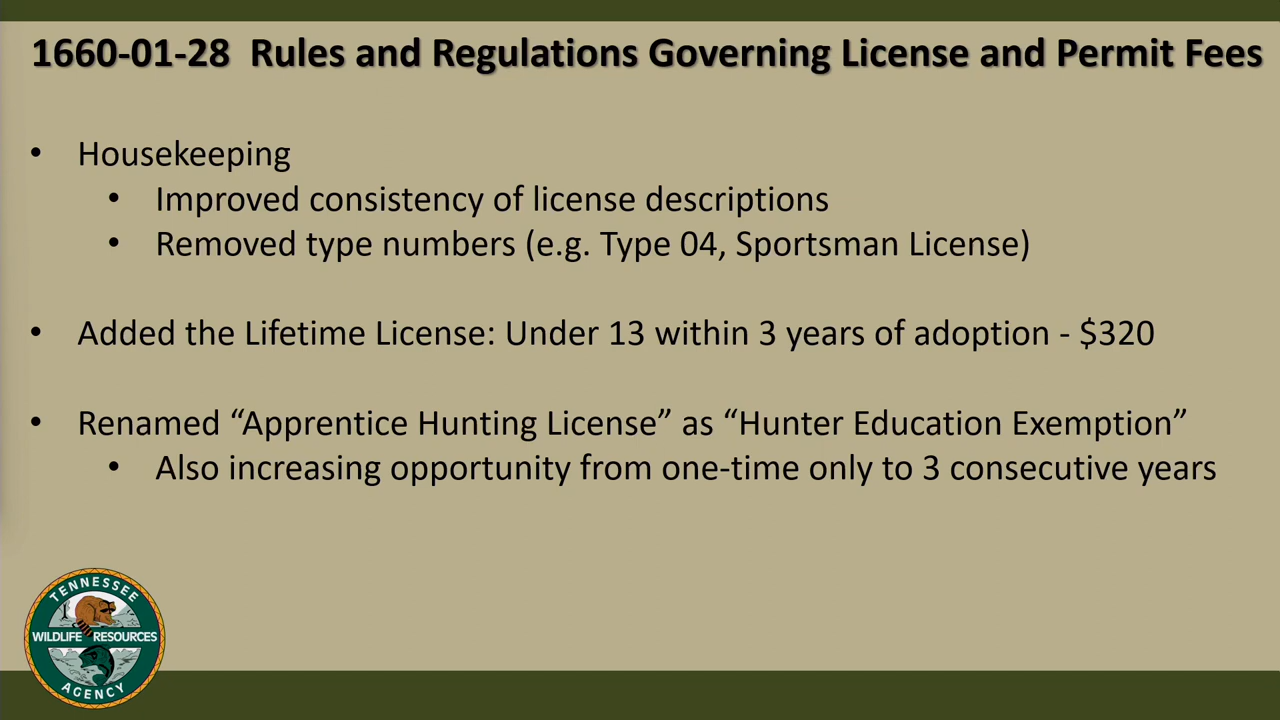 1660-01-28 Rules and Regulations Governing License and Permit Fees
• Housekeeping
• Improved consistency of license descriptions
• Removed type numbers (e.g. Type 04, Sportsman License)
• Added the Lifetime License: Under 13 within 3 years of adoption - $320
• Renamed “Apprentice Hunting License” as “Hunter Education Exemption”
• Also increasing opportunity from one-time only to 3 consecutive years
TENNESSEE
WILDLIFE RESOURCES
AGENCY